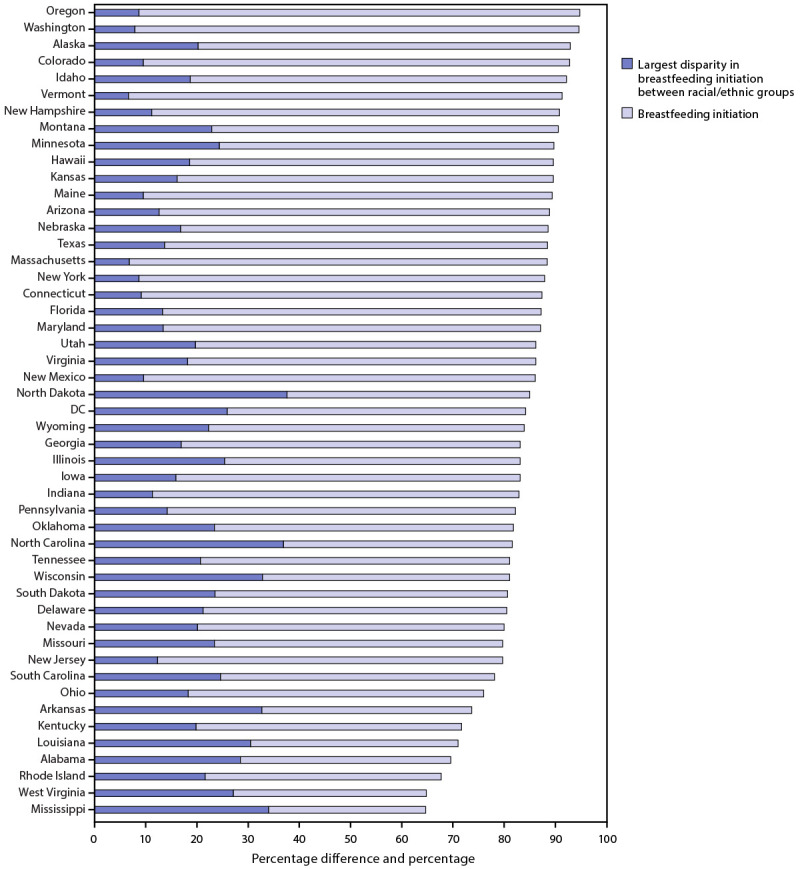 Oregon
Washington
Alaska
Colorado
Idaho
Vermont
New Hampshire
Montana
Minnesota
Hawaii
Kansas
Maine
Arizona
Nebraska
Texas
Massachusetts
New York
Connecticut
Florida
Maryland
Utah
Virginia
New Mexico
North Dakota
DC
Wyoming
Georgia
Illinois
Iowa
Indiana
Pennsylvania
Oklahoma
North Carolina
Tennessee
Wisconsin
South Dakota
Delaware
Nevada
Missouri
New Jersey
South Carolina
Ohio
Arkansas
Kentucky
Louisiana
Alabama
Rhode Island
West Virginia
Mississippi
0 10 20 30 40 50 60 70 80 90 100
Percentage difference and percentage
Largest disparity in
breastfeeding initiation
between racial/ethnic groups
Breastfeeding initiation